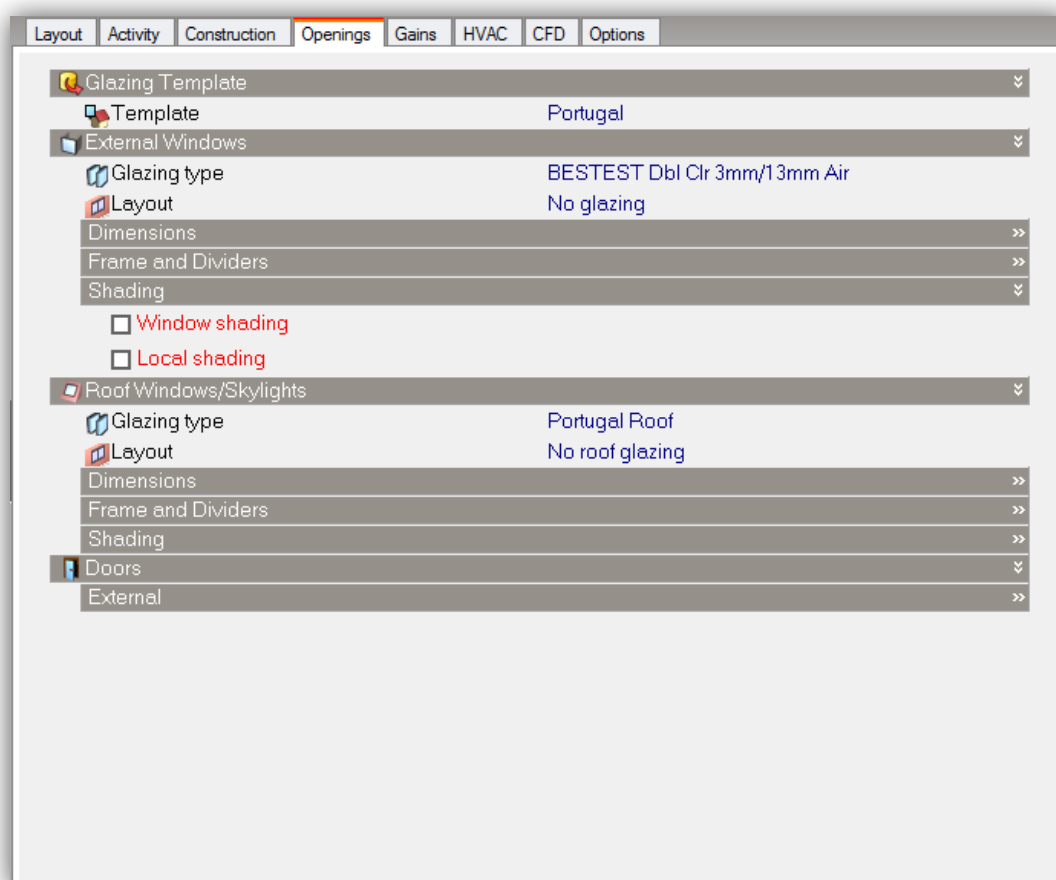 Layout Activity Construction Openings Gains HVAC CFD Options
Glazing Template
Template Portugal
External Windows
Glazing type BESTEST Dbl Clr 3mm/13mm Air
Layout No glazing
Dimensions
Frame and Dividers
Shading
Window shading
Local shading
Roof Windows/Skylights
Glazing type Portugal Roof
Layout No roof glazing
Dimensions
Frame and Dividers
Shading
Doors
External